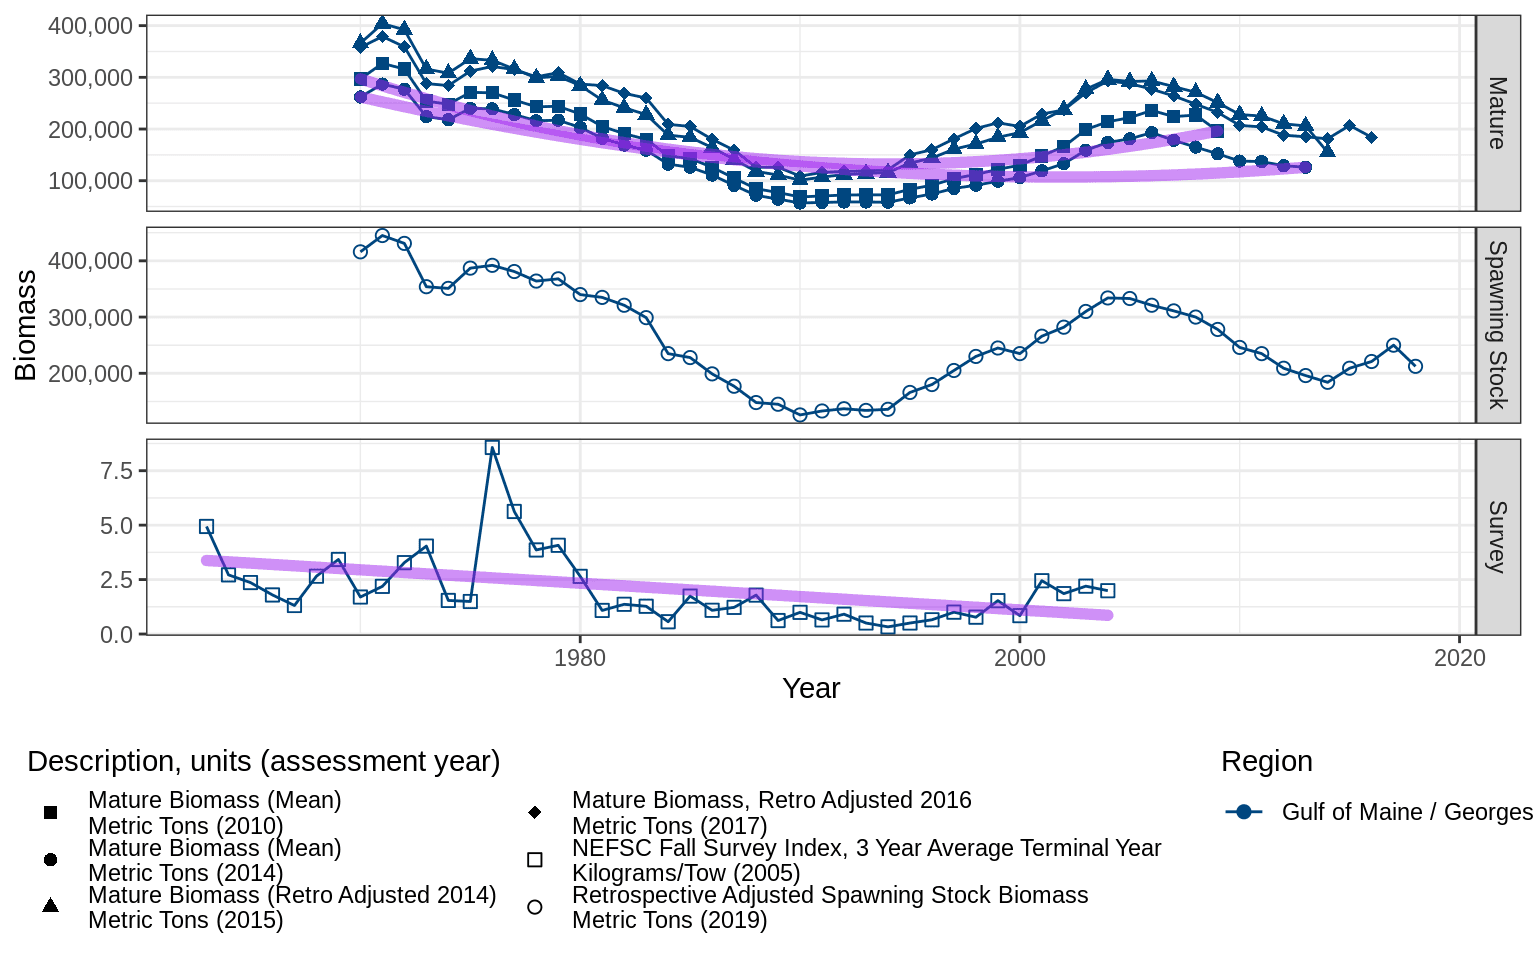 400,000
300,000
200,000
100,000
Mature
400,000
300,000
200,000
Spawning Stock
Biomass
7.5
5.0
2.5
0.0
Survey
1980
2000
2020
Year
Description, units (assessment year)
Mature Biomass (Mean)
Metric Tons (2010)
Mature Biomass (Mean)
Metric Tons (2014)
Mature Biomass (Retro Adjusted 2014)
Metric Tons (2015)
Mature Biomass, Retro Adjusted 2016
Metric Tons (2017)
NEFSC Fall Survey Index, 3 Year Average Terminal Year
Kilograms/Tow (2005)
Retrospective Adjusted Spawning Stock Biomass
Metric Tons (2019)
Region
Gulf of Maine / Georges